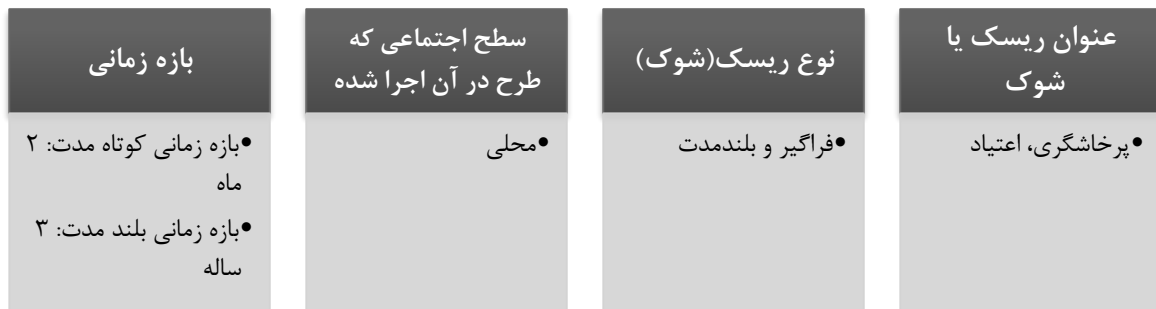 عنوان ریسک یا
شوک
•پرخاشگری، اعتیاد
نوع ریسک(شوک)
•فراگیر و بلندمدت
سطح اجتماعی که
طرح در آن اجرا شده
•محلی
بازه زمانی
•بازه زمانی کوتاه مدت: ۲
ماه
•بازه زمانی بلند مدت: ۳
ساله